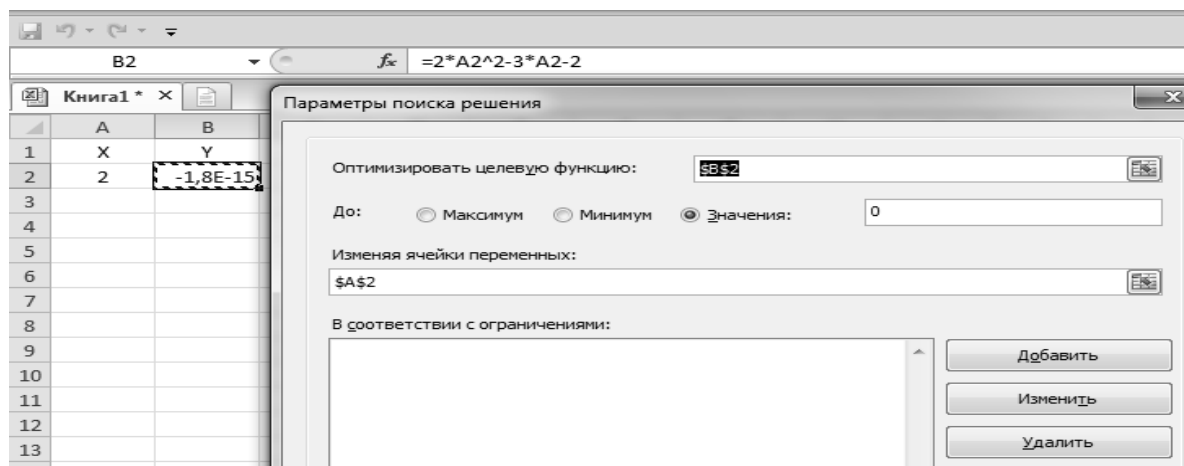 B2 fx =2*A2^2-3*A2-2
Книга1 *
Параметры поиска решения
A B
1 X Y
2 2 -1,8E-15
3
4
5
6
7
8
9
10
11
12
13
Оптимизировать целевую функцию: $B$2
До: Максимум Минимум Значения: 0
Изменяя ячейки переменных:
$A$2
В соответствии с ограничениями:
Добавить
Изменить
Удалить